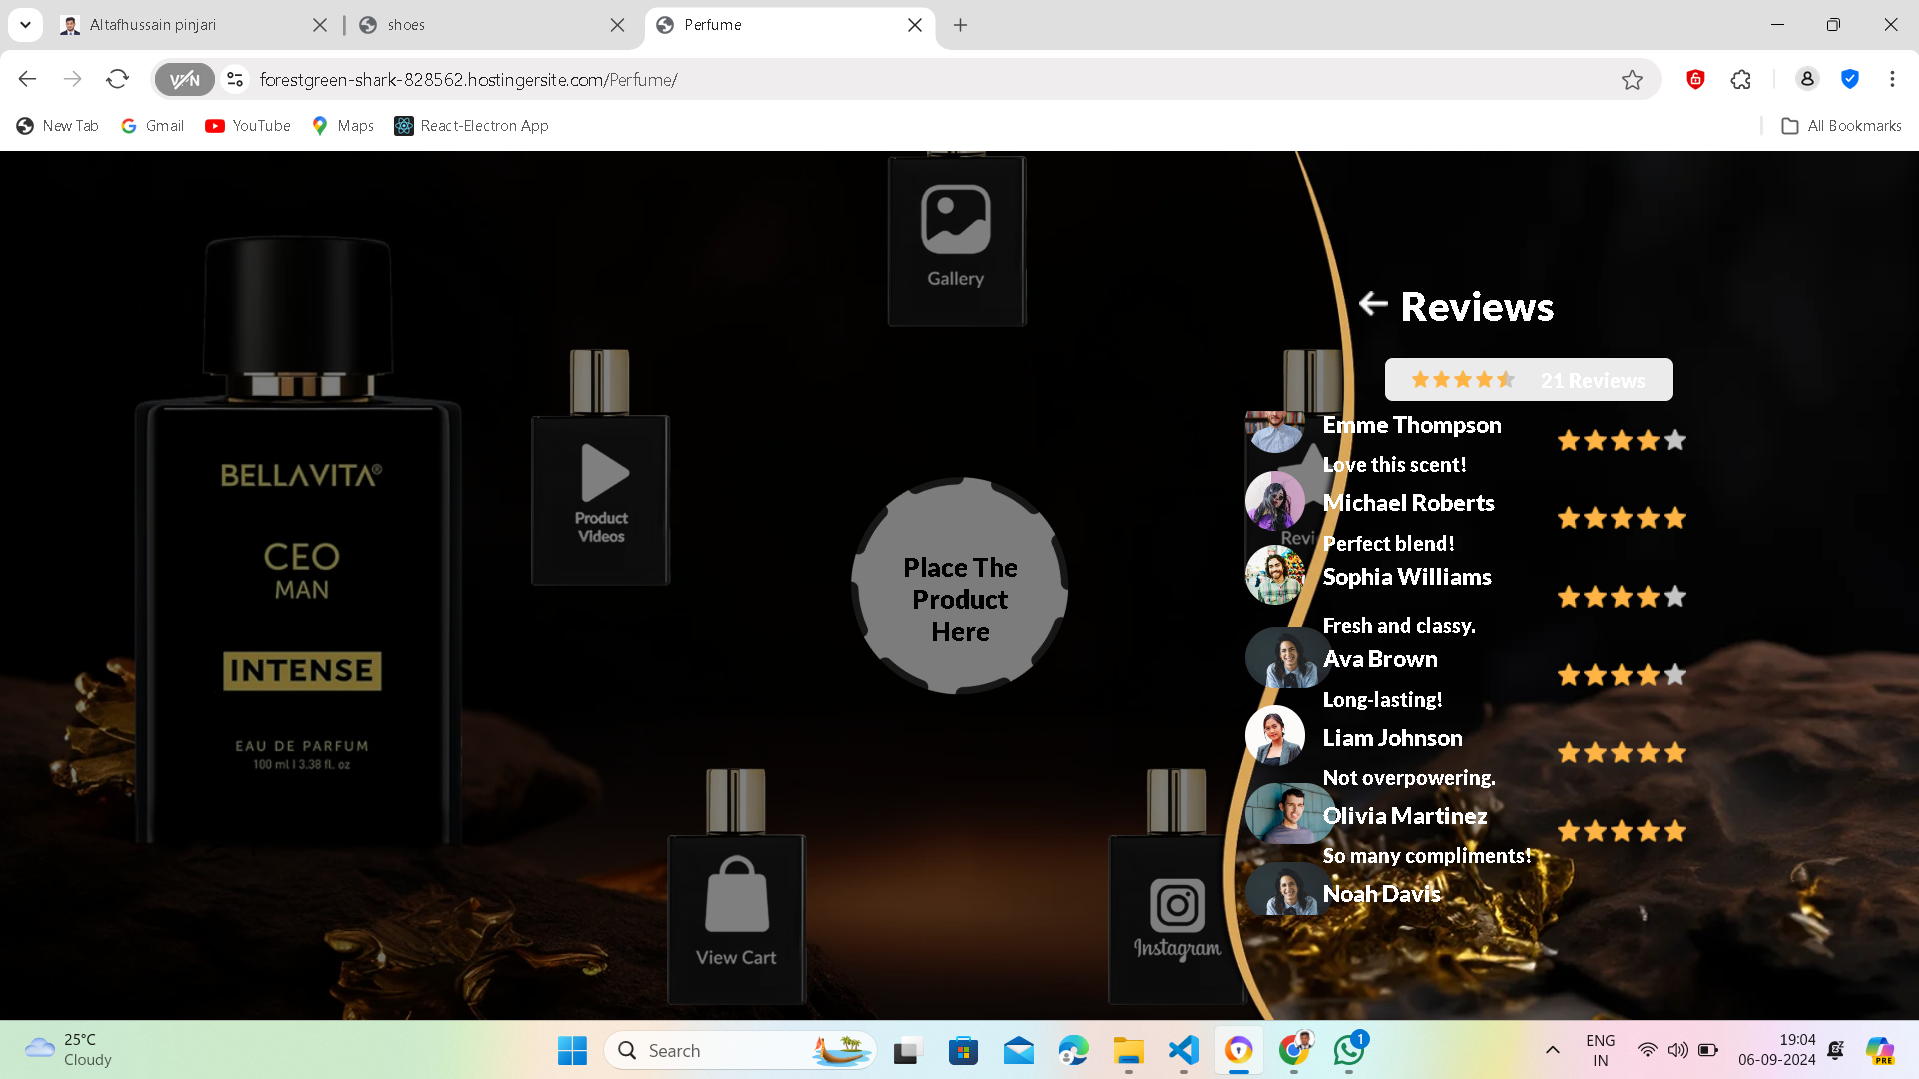 Altafhussain pinjari
shoes
Perfume
VPN
forestgreen-shark-828562.hostingersite.com/Perfume/
New Tab
Gmail
YouTube
Maps
React-Electron App
All Bookmarks
Gallery
Reviews
21 Reviews
BELLAVITA®
CEO
MAN
INTENSE
EAU DE PARFUM
100 ml I 3.38 fl. oz
Product
Videos
Place The
Product
Here
Revi
Emme Thompson
Love this scent!
Michael Roberts
Perfect blend!
Sophia Williams
Fresh and classy.
Ava Brown
Long-lasting!
Liam Johnson
Not overpowering.
Olivia Martinez
So many compliments!
Noah Davis
View Cart
Instagram
25°C
Cloudy
Search
1
ENG
IN
19:04
06-09-2024
PRE